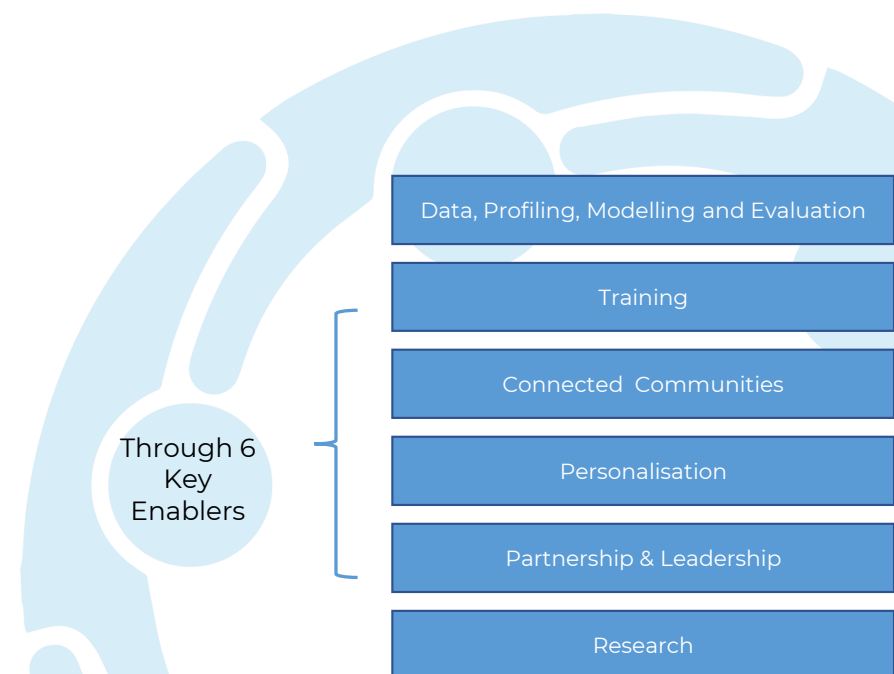 Data, Profiling, Modelling and Evaluation
Training
Connected  Communities
Through 6
Key
Enablers
Personalisation
Partnership & Leadership
Research